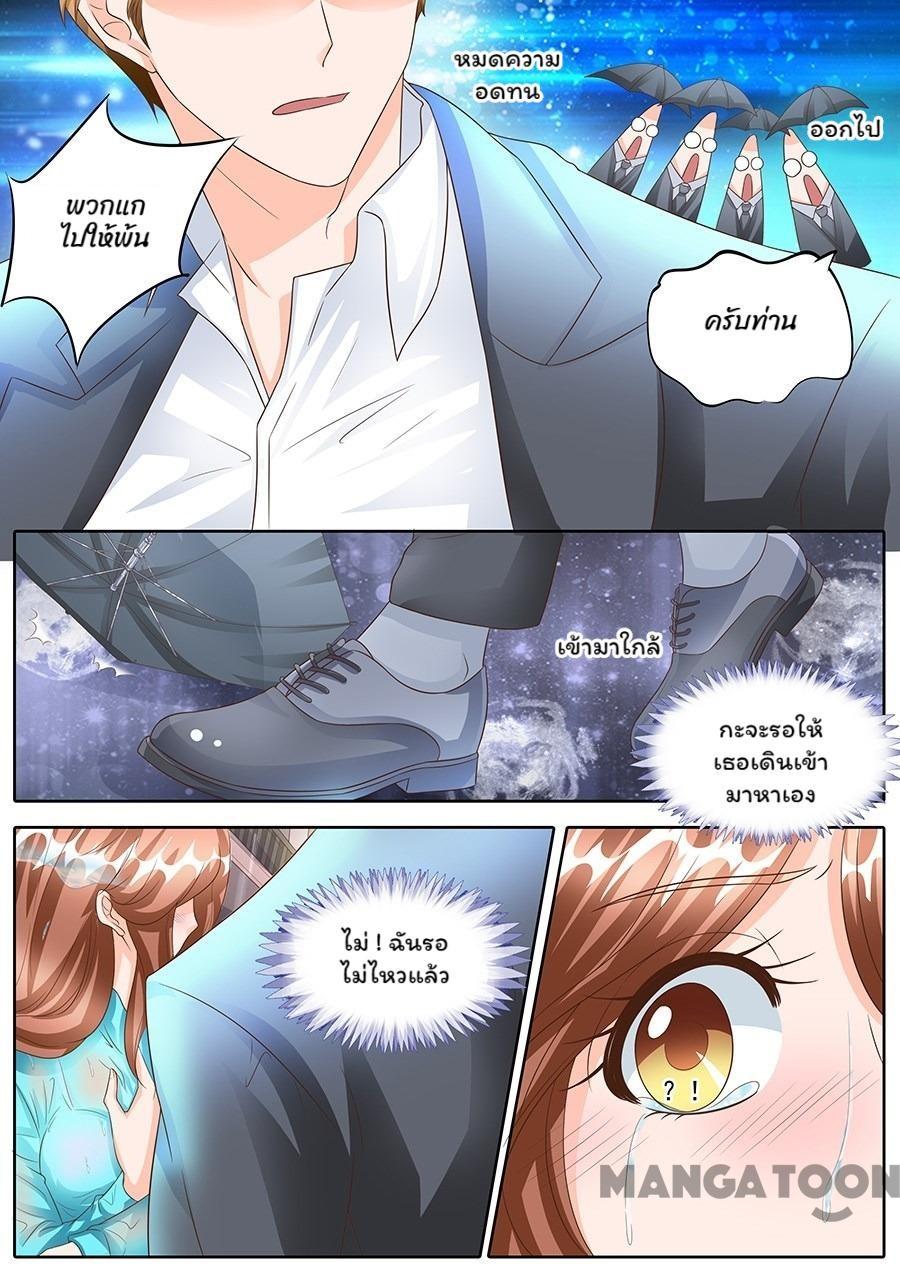 หมดความ
อดทน
ออกไป
พวกแก
ไปให้พ้น
ครับท่าน
เข้ามาใกล้
กะจะรอให้
เธอเดินเข้า
มาหาเอง
ไม่ ! ฉันรอ
ไม่ไหวแล้ว
? !
MANGATOON